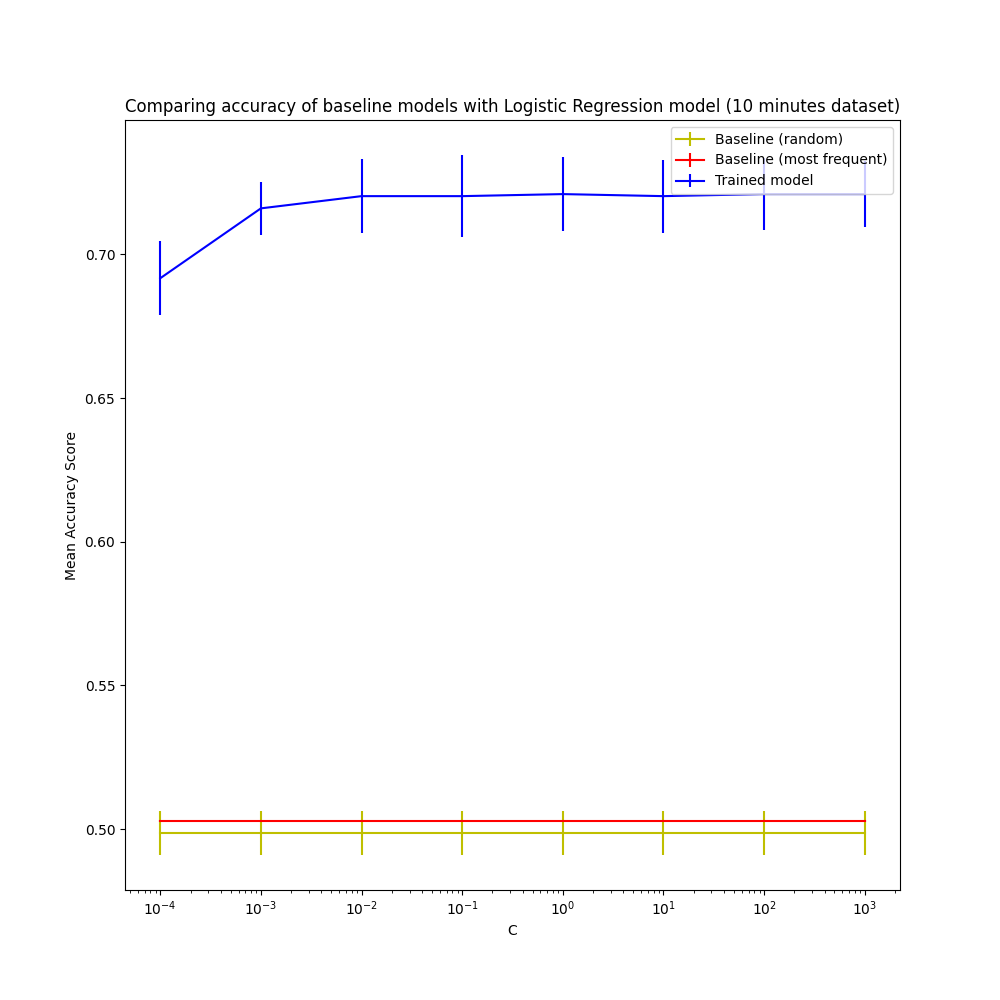 Comparing accuracy of baseline models with Logistic Regression model (10 minutes dataset)
Baseline (random)
Baseline (most frequent)
Trained model
Mean Accuracy Score
0.70
0.65
0.60
0.55
0.50
10⁻⁴ 10⁻³ 10⁻² 10⁻¹ 10⁰ 10¹ 10² 10³
C